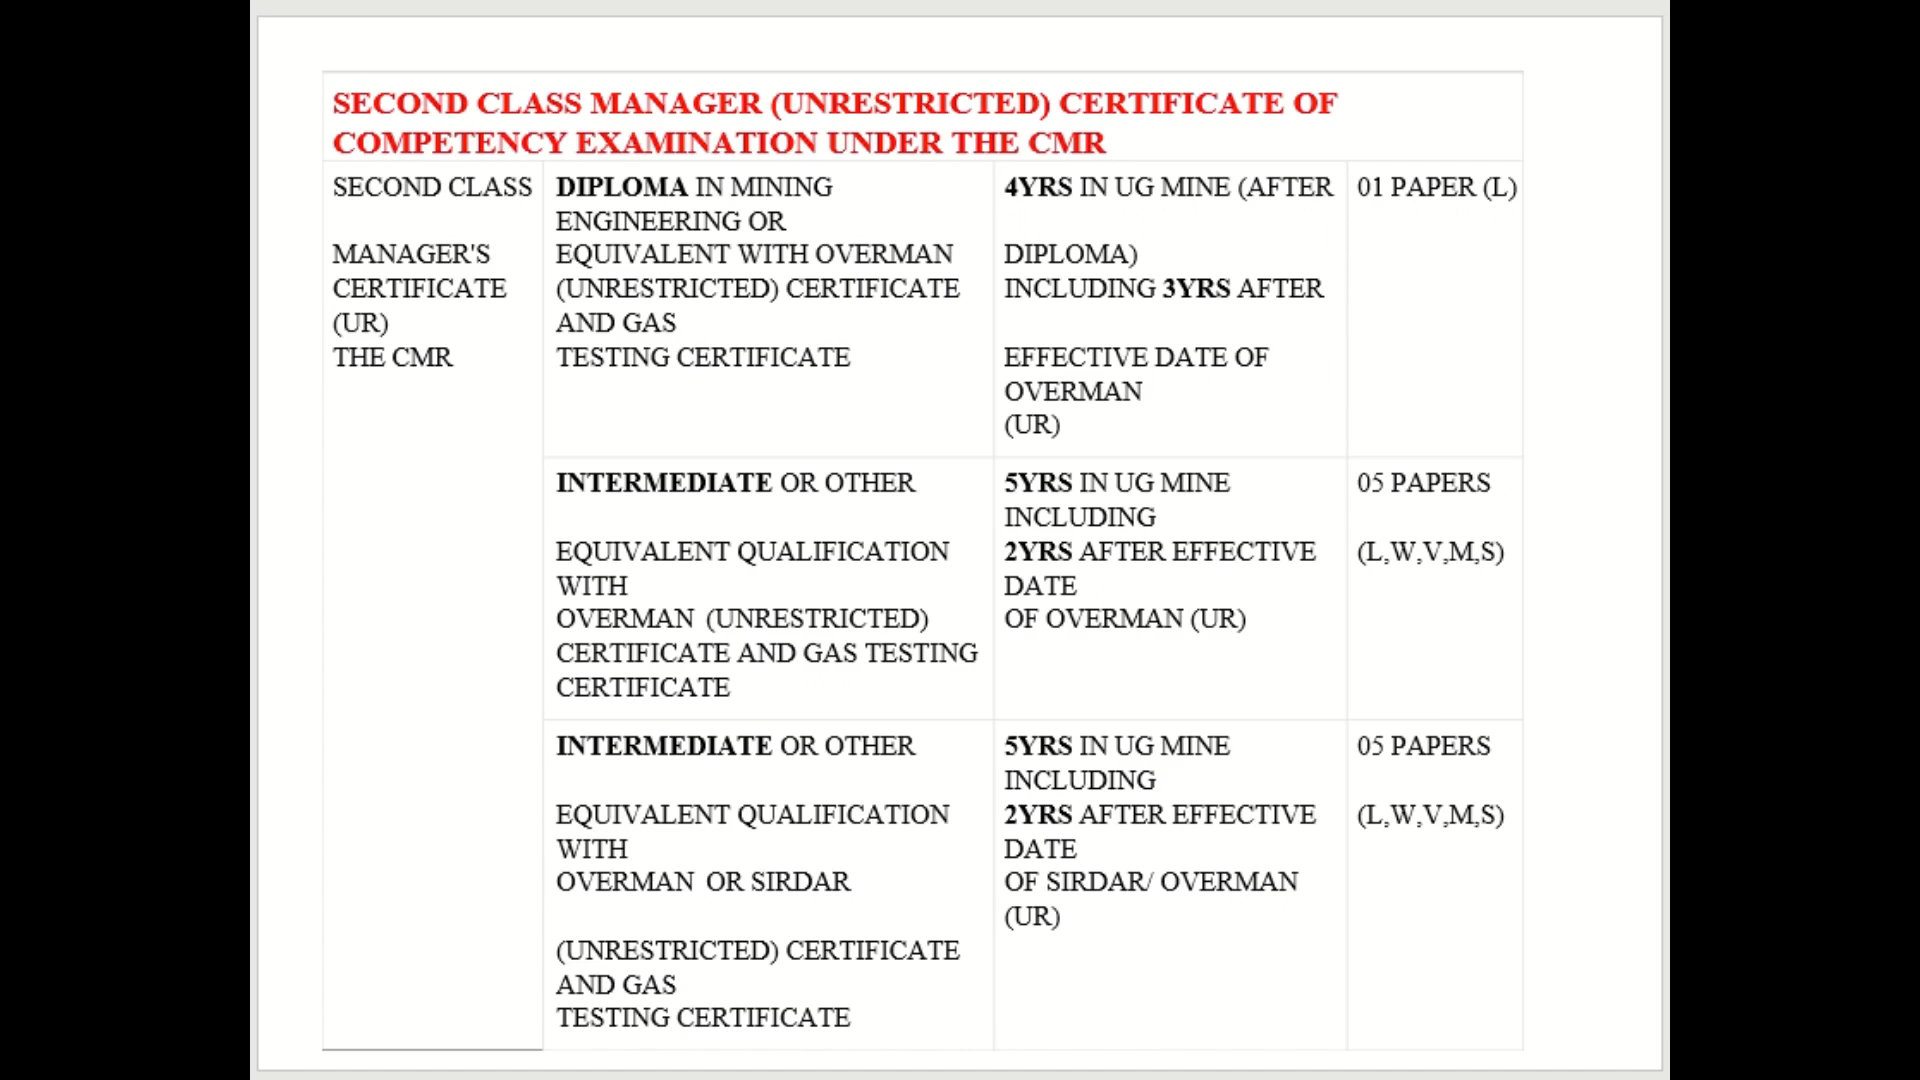 SECOND CLASS MANAGER (UNRESTRICTED) CERTIFICATE OF
COMPETENCY EXAMINATION UNDER THE CMR
SECOND CLASS
MANAGER'S
CERTIFICATE
(UR)
THE CMR
DIPLOMA IN MINING
ENGINEERING OR
EQUIVALENT WITH OVERMAN
(UNRESTRICTED) CERTIFICATE
AND GAS
TESTING CERTIFICATE
4YRS IN UG MINE (AFTER
DIPLOMA)
INCLUDING 3YRS AFTER
EFFECTIVE DATE OF
OVERMAN
(UR)
01 PAPER (L)
INTERMEDIATE OR OTHER
EQUIVALENT QUALIFICATION
WITH
OVERMAN (UNRESTRICTED)
CERTIFICATE AND GAS TESTING
CERTIFICATE
5YRS IN UG MINE
INCLUDING
2YRS AFTER EFFECTIVE
DATE
OF OVERMAN (UR)
05 PAPERS
(L,W,V,M,S)
INTERMEDIATE OR OTHER
EQUIVALENT QUALIFICATION
WITH
OVERMAN OR SIRDAR
(UNRESTRICTED) CERTIFICATE
AND GAS
TESTING CERTIFICATE
5YRS IN UG MINE
INCLUDING
2YRS AFTER EFFECTIVE
DATE
OF SIRDAR/ OVERMAN
(UR)
05 PAPERS
(L,W,V,M,S)